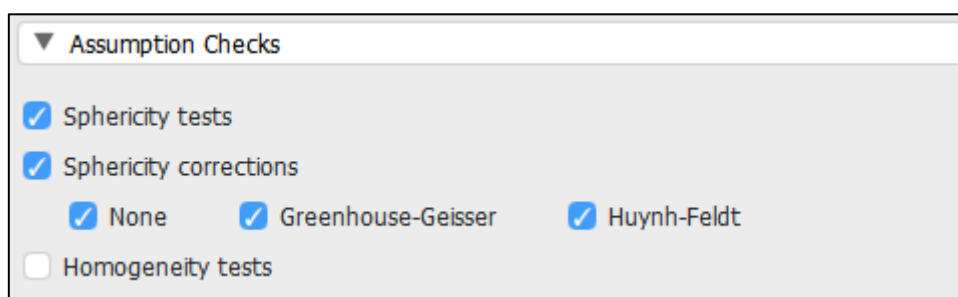 Assumption Checks
Sphericity tests
Sphericity corrections
None Greenhouse-Geisser Huynh-Feldt
Homogeneity tests